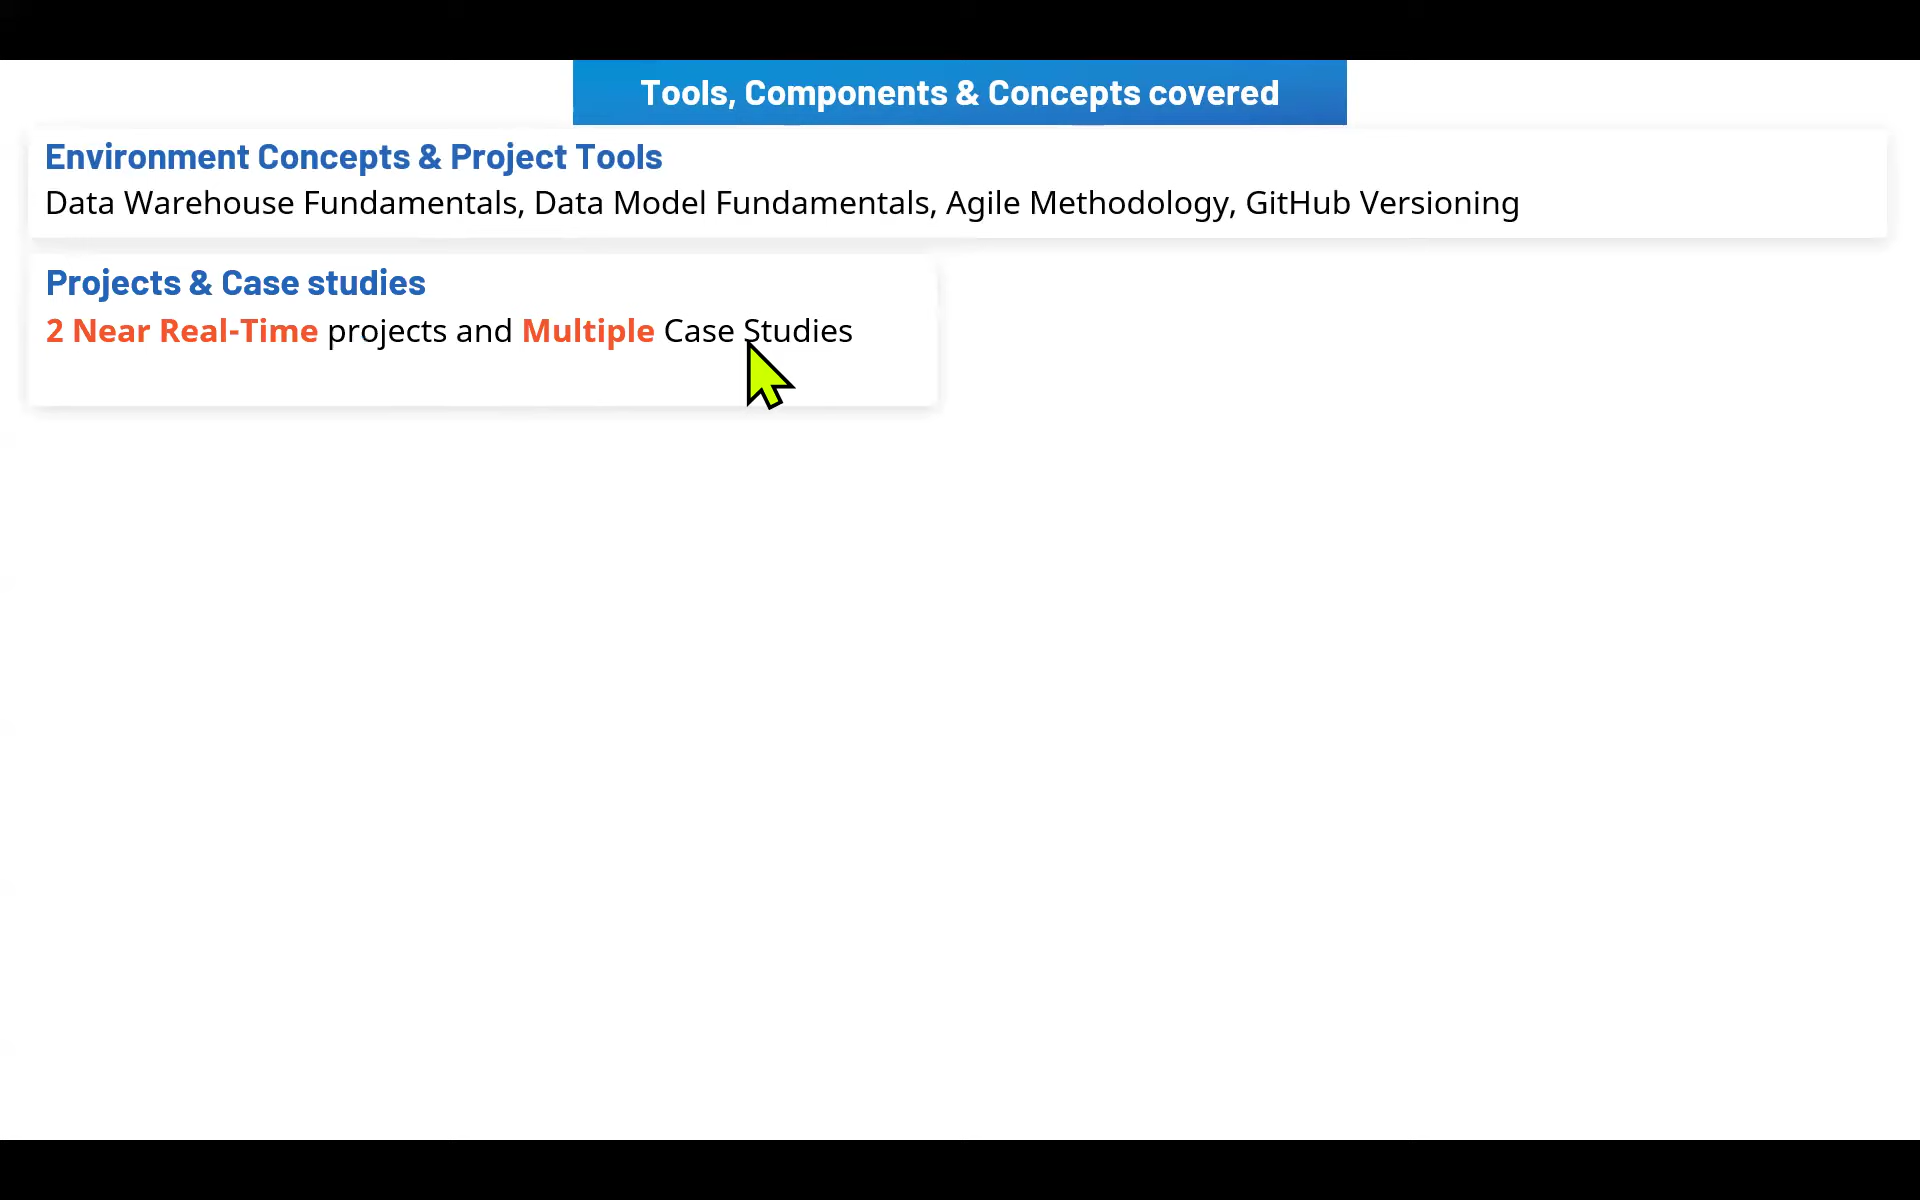 Tools, Components & Concepts covered
Environment Concepts & Project Tools
Data Warehouse Fundamentals, Data Model Fundamentals, Agile Methodology, GitHub Versioning
Projects & Case studies
2 Near Real-Time projects and Multiple Case Studies